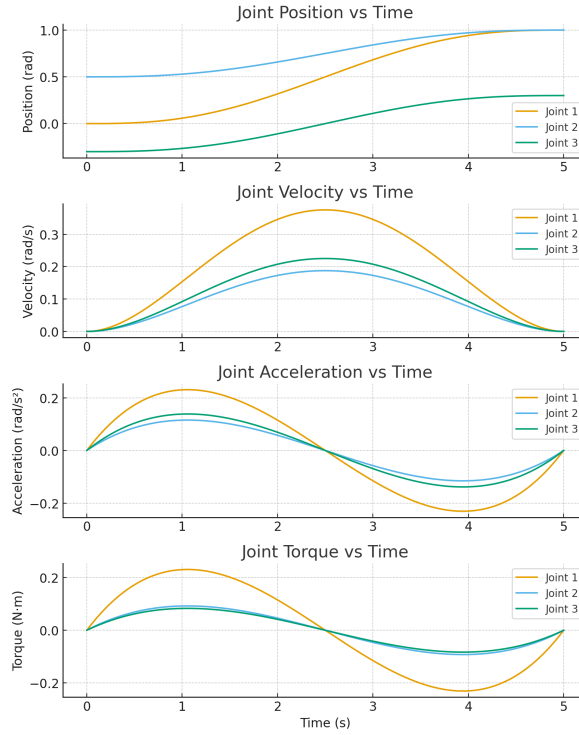 Joint Position vs Time
Position (rad)
1.0
0.5
0.0
0 1 2 3 4 5
Joint 1
Joint 2
Joint 3
Joint Velocity vs Time
Velocity (rad/s)
0.3
0.2
0.1
0.0
0 1 2 3 4 5
Joint 1
Joint 2
Joint 3
Joint Acceleration vs Time
Acceleration (rad/s²)
0.2
0.0
−0.2
0 1 2 3 4 5
Joint 1
Joint 2
Joint 3
Joint Torque vs Time
Torque (N·m)
0.2
0.0
−0.2
0 1 2 3 4 5
Joint 1
Joint 2
Joint 3
Time (s)